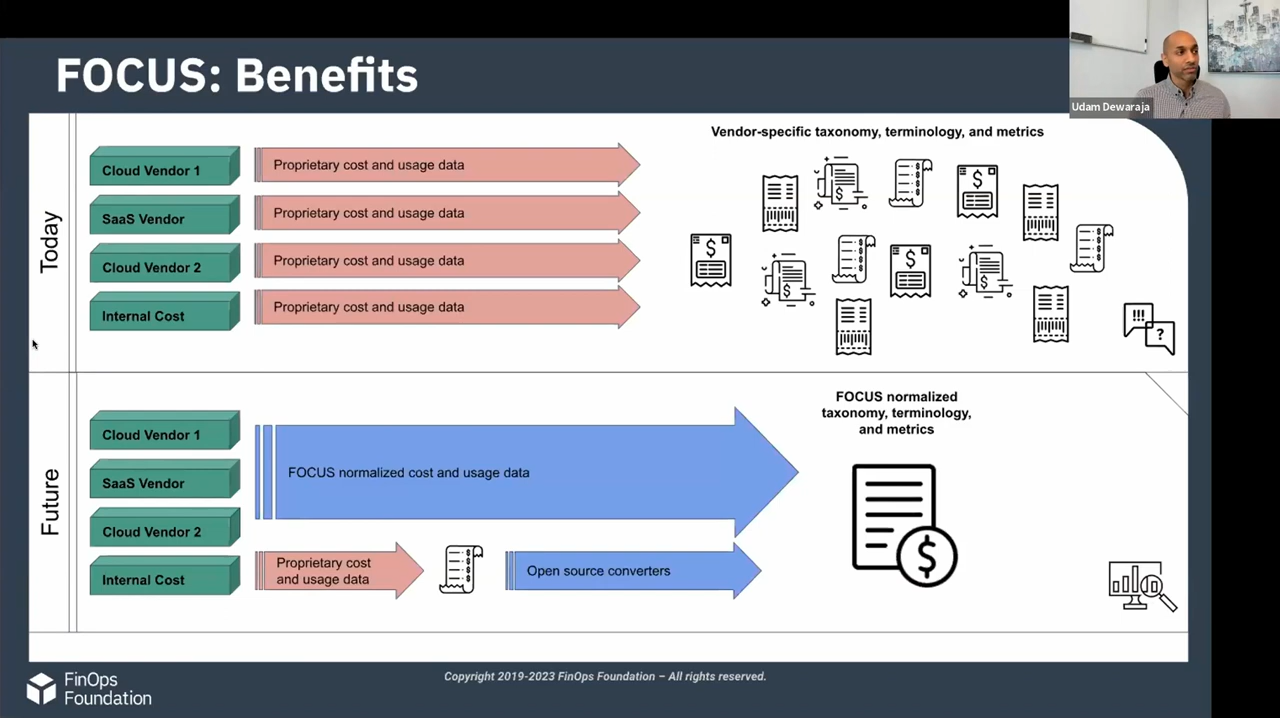 FOCUS: Benefits
Udam Dewaraja
Today
Cloud Vendor 1
Proprietary cost and usage data
SaaS Vendor
Proprietary cost and usage data
Cloud Vendor 2
Proprietary cost and usage data
Internal Cost
Proprietary cost and usage data
Vendor-specific taxonomy, terminology, and metrics
$
$
$
$
$
$
!!!
?
Future
Cloud Vendor 1
SaaS Vendor
Cloud Vendor 2
Internal Cost
FOCUS normalized cost and usage data
Proprietary cost
and usage data
Open source converters
FOCUS normalized
taxonomy, terminology,
and metrics
$
FinOps
Foundation
Copyright 2019-2023 FinOps Foundation – All rights reserved.